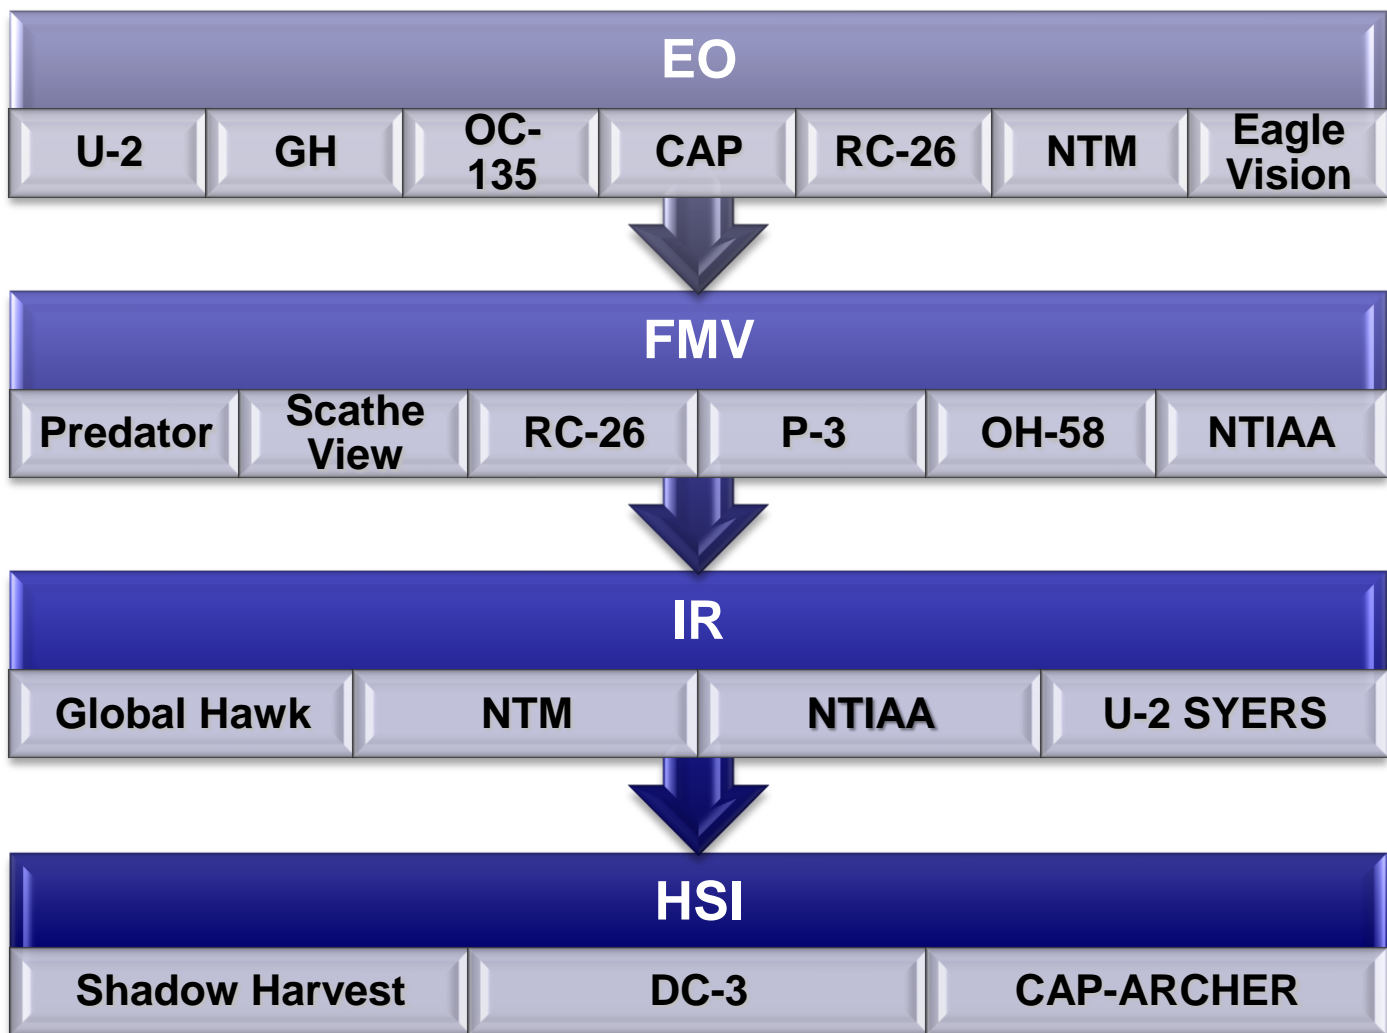 EO
U-2 GH OC-135 CAP RC-26 NTM Eagle Vision
FMV
Predator Scathe View RC-26 P-3 OH-58 NTIAA
IR
Global Hawk NTM NTIAA U-2 SYERS
HSI
Shadow Harvest DC-3 CAP-ARCHER